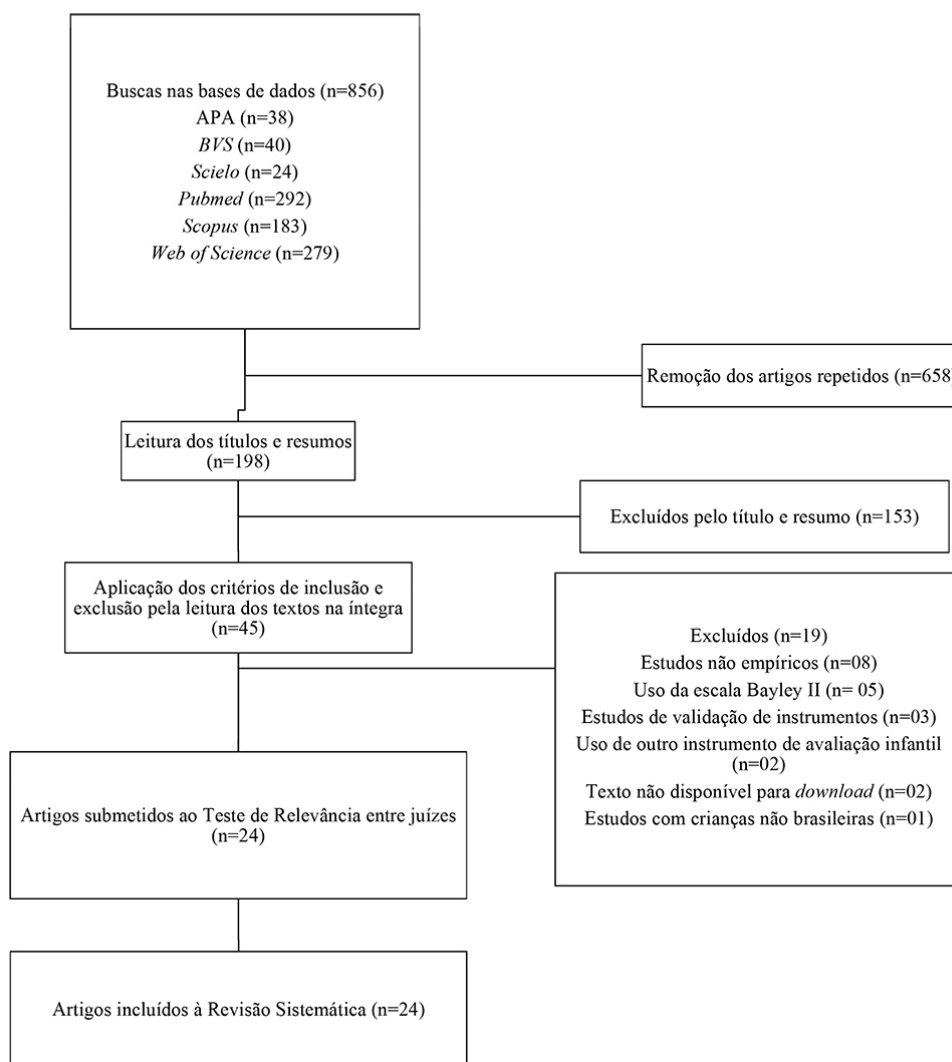 Buscas nas bases de dados (n=856)
APA (n=38)
BVS (n=40)
Scielo (n=24)
Pubmed (n=292)
Scopus (n=183)
Web of Science (n=279)
Remoção dos artigos repetidos (n=658)
Leitura dos títulos e resumos
(n=198)
Excluídos pelo título e resumo (n=153)
Aplicação dos critérios de inclusão e
exclusão pela leitura dos textos na íntegra
(n=45)
Excluídos (n=19)
Estudos não empíricos (n=08)
Uso da escala Bayley II (n= 05)
Estudos de validação de instrumentos (n=03)
Uso de outro instrumento de avaliação infantil
(n=02)
Texto não disponível para download (n=02)
Estudos com crianças não brasileiras (n=01)
Artigos submetidos ao Teste de Relevância entre juízes
(n=24)
Artigos incluídos à Revisão Sistemática (n=24)